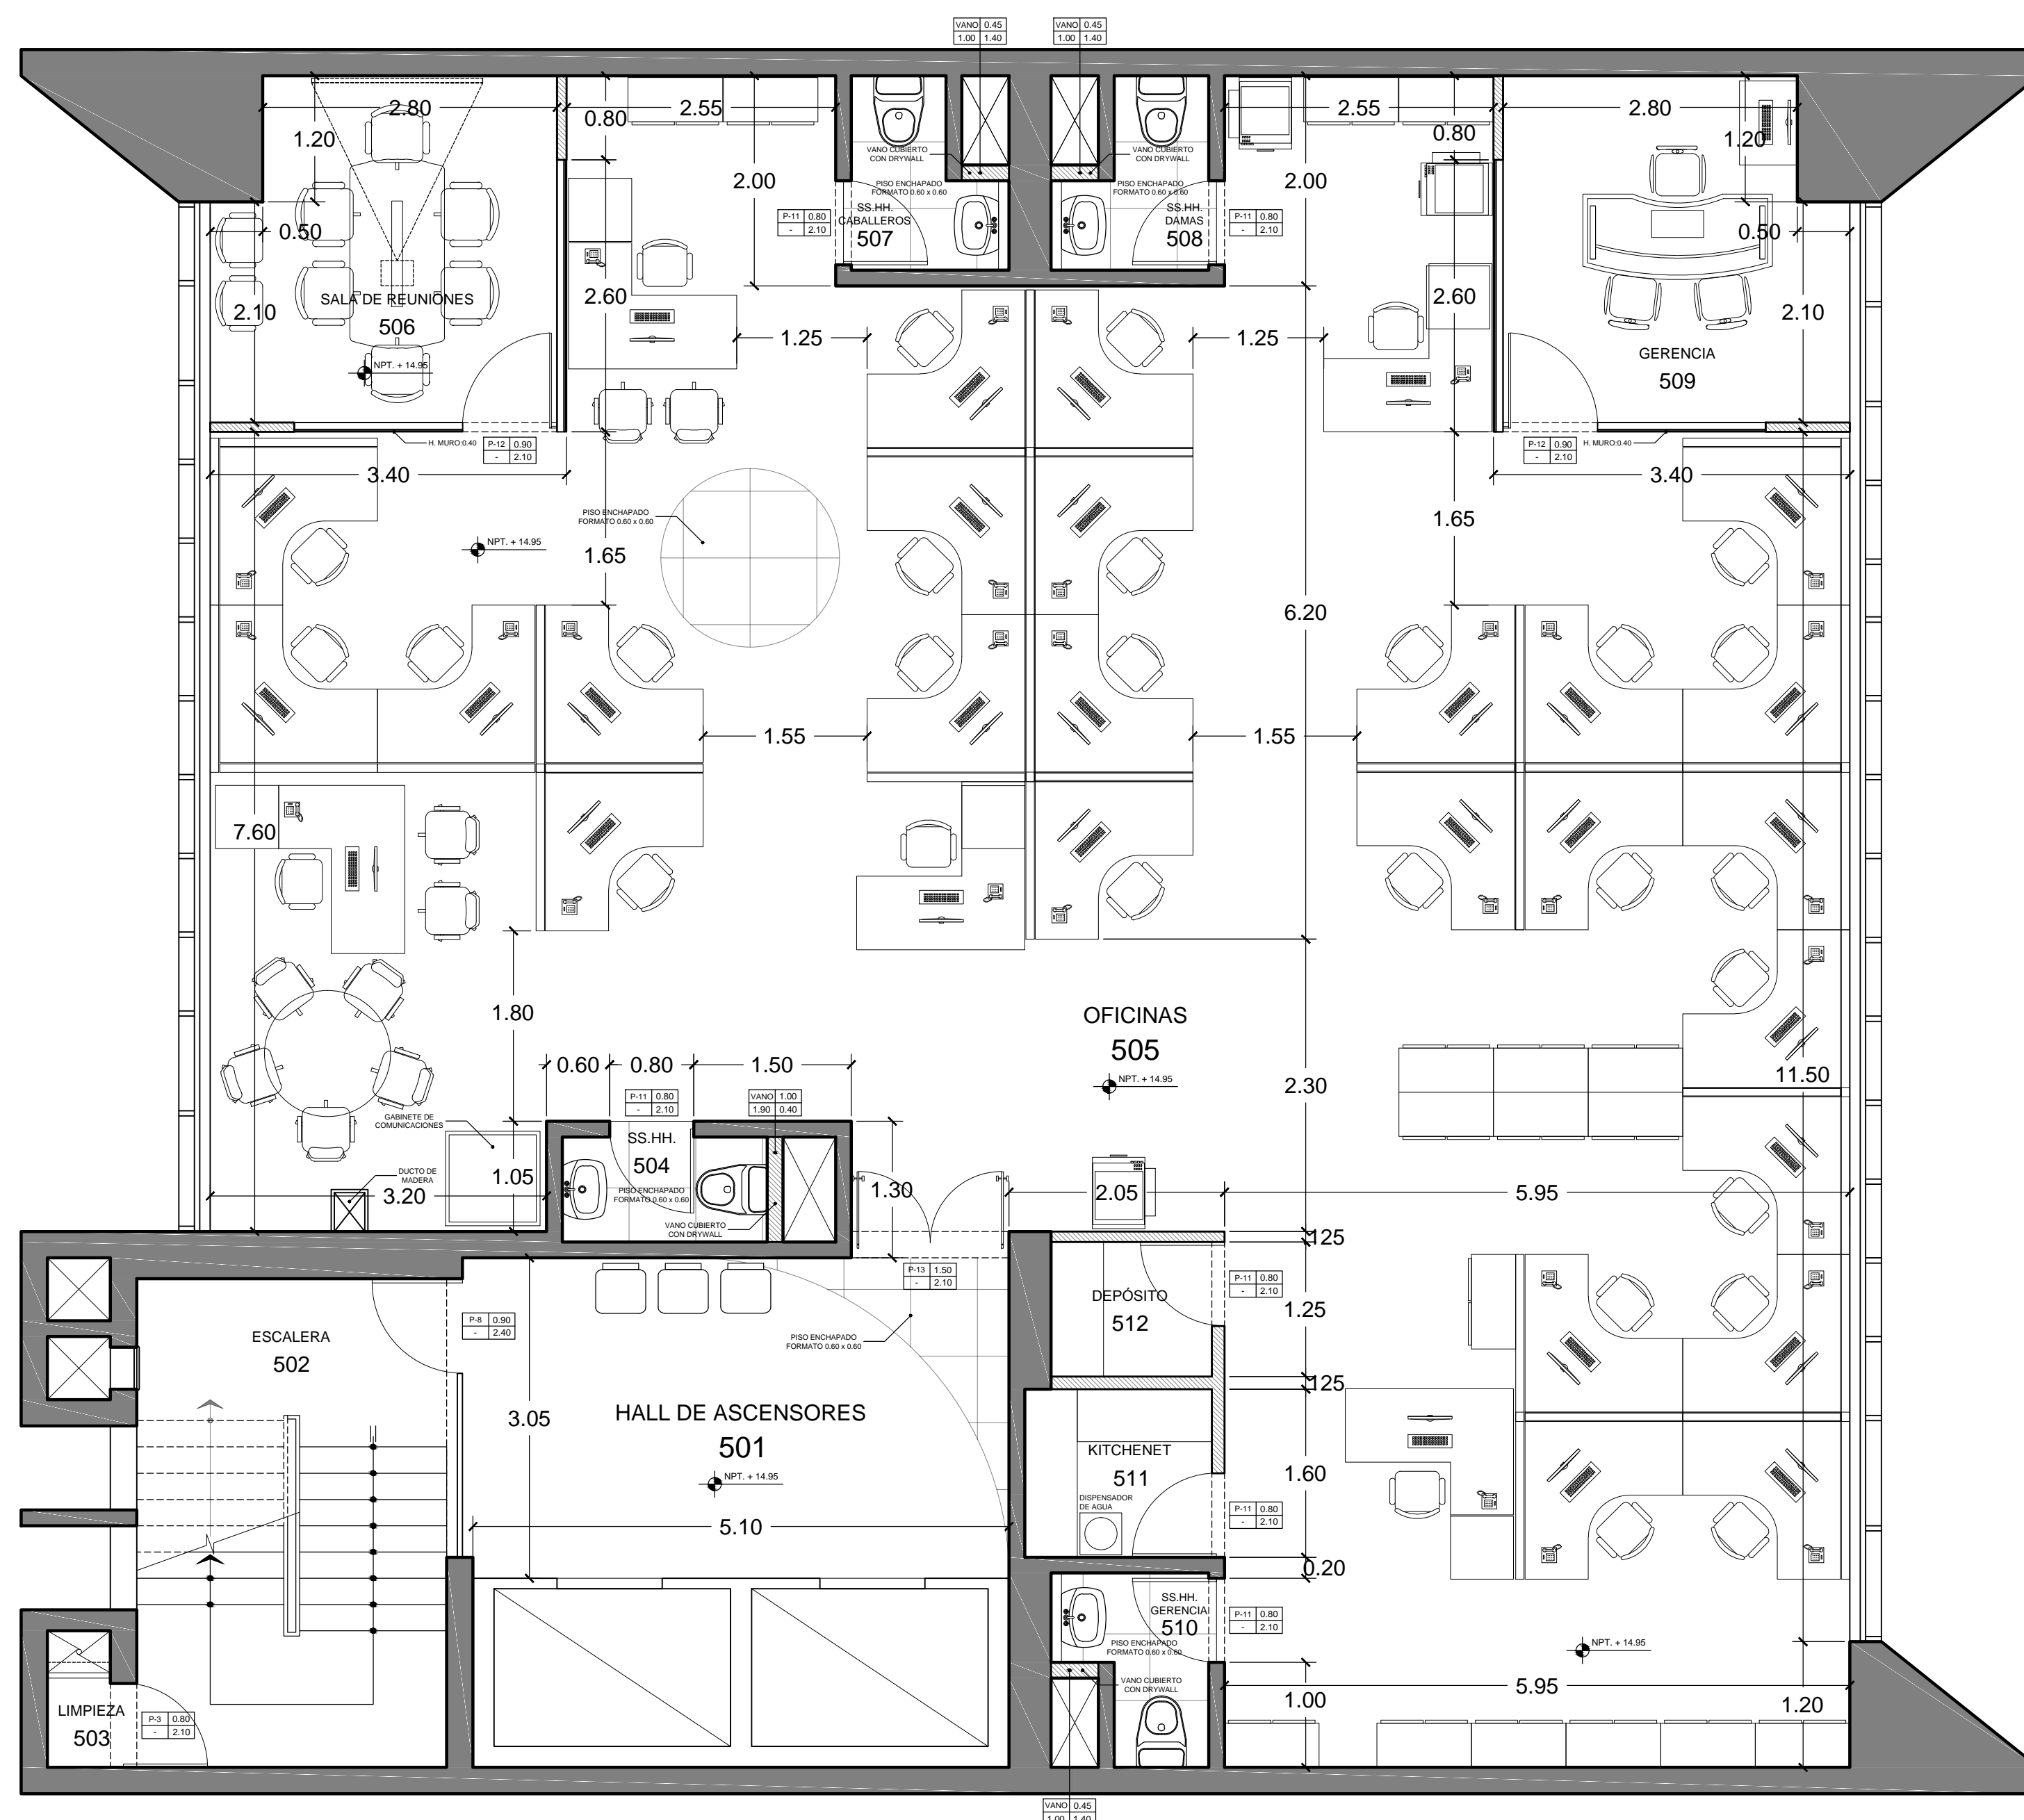 VANO 0.45
1.00 1.40
VANO 0.45
1.00 1.40
2.80
2.55
2.55
2.80
1.20
0.80
0.80
1.20
VANO CUBIERTO
CON DRYWALL
VANO CUBIERTO
CON DRYWALL
2.00
2.00
PISO ENCHAPADO
FORMATO 0.60 x 0.60
PISO ENCHAPADO
FORMATO 0.60 x 0.60
P-11 0.80
- 2.10
SS.HH.
CABALLEROS
507
SS.HH.
DAMAS
508
P-11 0.80
- 2.10
0.50
0.50
SALA DE REUNIONES
506
NPT. + 14.95
2.10
2.60
2.60
2.10
1.25
1.25
GERENCIA
509
H. MURO:0.40
P-12 0.90
- 2.10
P-12 0.90
- 2.10
H. MURO:0.40
3.40
3.40
PISO ENCHAPADO
FORMATO 0.60 x 0.60
1.65
NPT. + 14.95
1.65
6.20
1.55
1.55
7.60
1.80
OFICINAS
505
NPT. + 14.95
0.60
0.80
1.50
2.30
11.50
P-11 0.80
- 2.10
VANO 1.00
1.90 0.40
GABINETE DE
COMUNICACIONES
SS.HH.
504
PISO ENCHAPADO
FORMATO 0.60 x 0.60
DUCTO DE
MADERA
1.05
3.20
1.30
2.05
5.95
VANO CUBIERTO
CON DRYWALL
.125
P-13 1.50
- 2.10
P-11 0.80
- 2.10
DEPÓSITO
512
1.25
P-8 0.90
- 2.40
ESCALERA
502
PISO ENCHAPADO
FORMATO 0.60 x 0.60
.125
3.05
HALL DE ASCENSORES
501
NPT. + 14.95
KITCHENET
511
1.60
DISPENSADOR
DE AGUA
P-11 0.80
- 2.10
5.10
0.20
SS.HH.
GERENCIA
510
P-11 0.80
- 2.10
PISO ENCHAPADO
FORMATO 0.60 x 0.60
NPT. + 14.95
VANO CUBIERTO
CON DRYWALL
5.95
1.00
1.20
LIMPIEZA
503
P-3 0.80
- 2.10
VANO 0.45
1.00 1.40